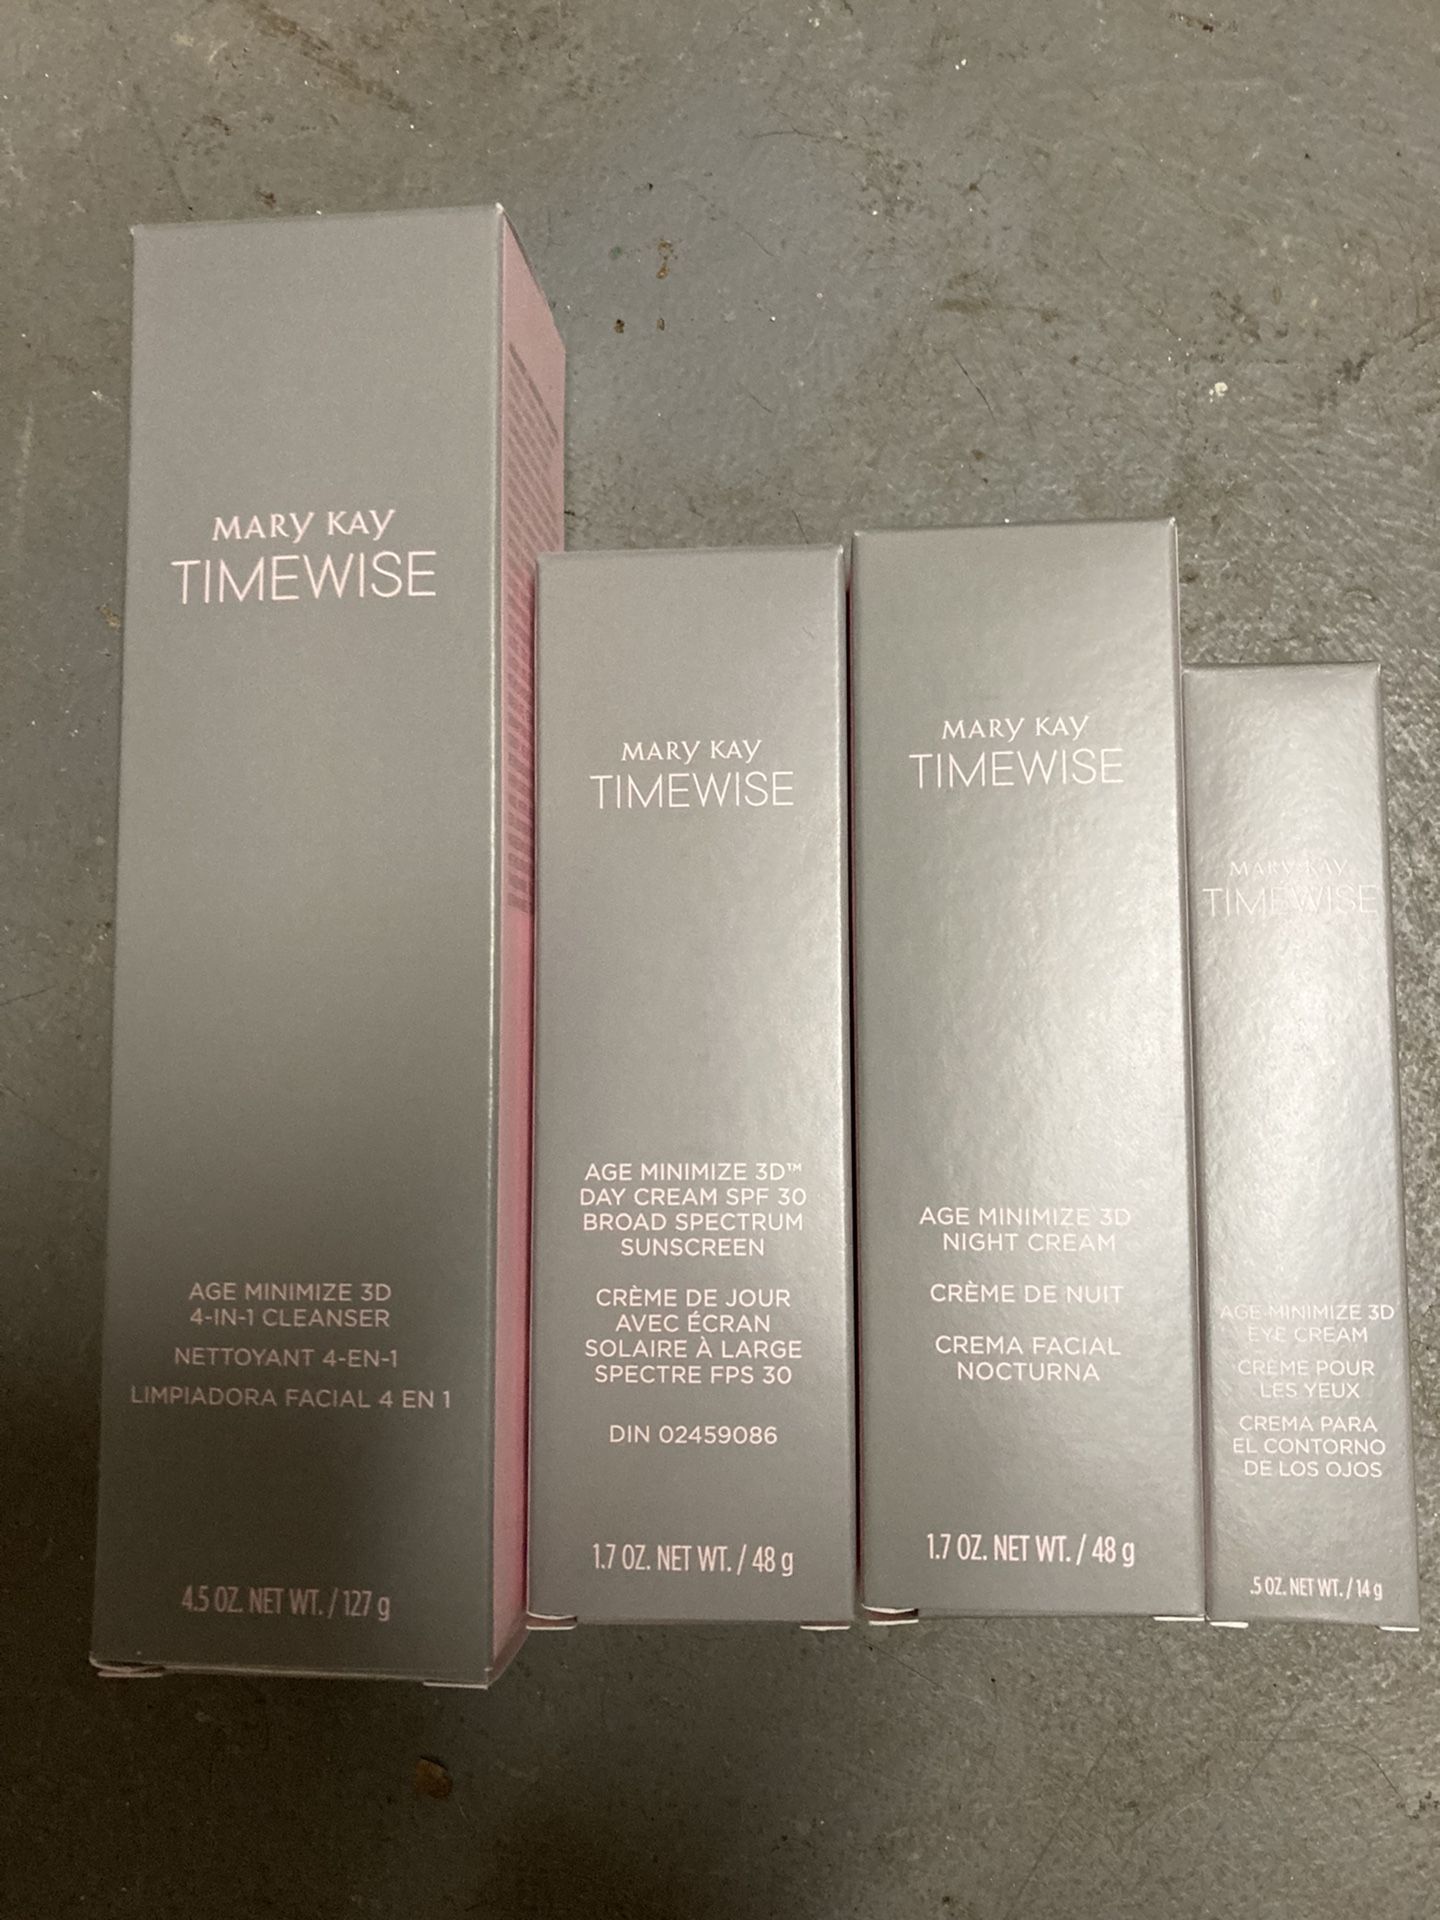 MARY KAY
TIMEWISE
AGE MINIMIZE 3D
4-IN-1 CLEANSER
NETTOYANT 4-EN-1
LIMPIADORA FACIAL 4 EN 1
4.5 OZ. NET WT. / 127 g
MARY KAY
TIMEWISE
AGE MINIMIZE 3D™
DAY CREAM SPF 30
BROAD SPECTRUM
SUNSCREEN
CRÈME DE JOUR
AVEC ÉCRAN
SOLAIRE À LARGE
SPECTRE FPS 30
DIN 02459086
1.7 OZ. NET WT. / 48 g
MARY KAY
TIMEWISE
AGE MINIMIZE 3D
NIGHT CREAM
CRÈME DE NUIT
CREMA FACIAL
NOCTURNA
1.7 OZ. NET WT. / 48 g
MARY KAY
TIMEWISE
AGE MINIMIZE 3D
EYE CREAM
CRÈME POUR
LES YEUX
CREMA PARA
EL CONTORNO
DE LOS OJOS
.5 OZ. NET WT. / 14 g